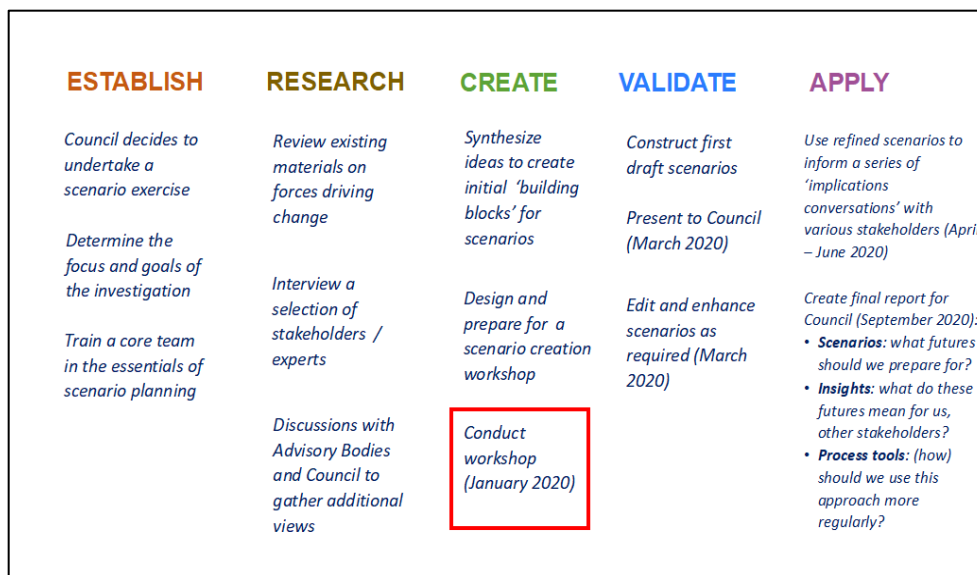 ESTABLISH
Council decides to
undertake a
scenario exercise
Determine the
focus and goals of
the investigation
Train a core team
in the essentials of
scenario planning
RESEARCH
Review existing
materials on
forces driving
change
Interview a
selection of
stakeholders /
experts
Discussions with
Advisory Bodies
and Council to
gather additional
views
CREATE
Synthesize
ideas to create
initial 'building
blocks' for
scenarios
Design and
prepare for a
scenario creation
workshop
Conduct
workshop
(January 2020)
VALIDATE
Construct first
draft scenarios
Present to Council
(March 2020)
Edit and enhance
scenarios as
required (March
2020)
APPLY
Use refined scenarios to
inform a series of
'implications
conversations' with
various stakeholders (April
– June 2020)
Create final report for
Council (September 2020):
• Scenarios: what futures
should we prepare for?
• Insights: what do these
futures mean for us,
other stakeholders?
• Process tools: (how)
should we use this
approach more
regularly?